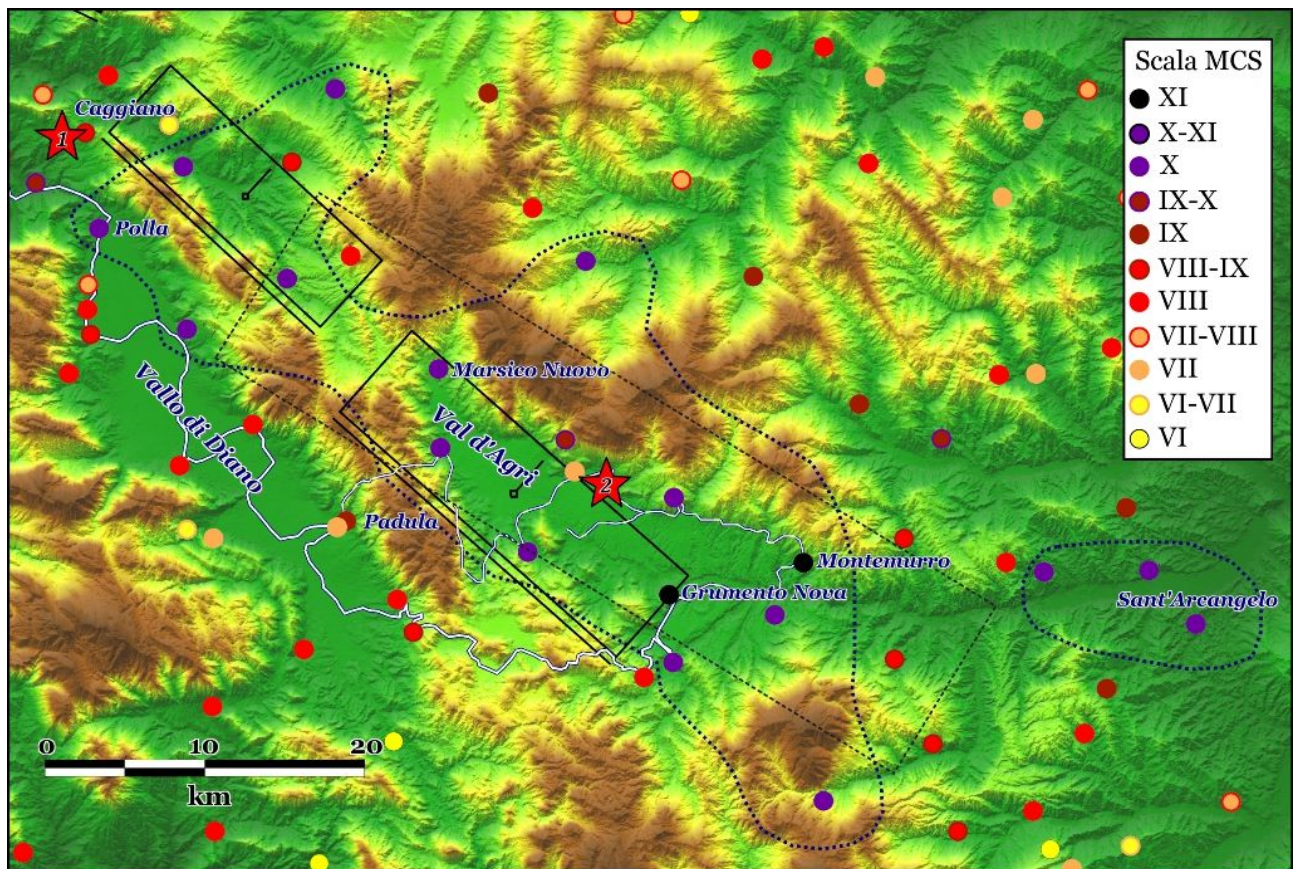 Scala MCS
XI
X-XI
X
IX-X
IX
VIII-IX
VIII
VII-VIII
VII
VI-VII
VI
Caggiano
1
Polla
Vallo di Diano
Marsico Nuovo
Val d'Agri
2
Padula
Montemurro
Grumento Nova
Sant'Arcangelo
0 10 20
km